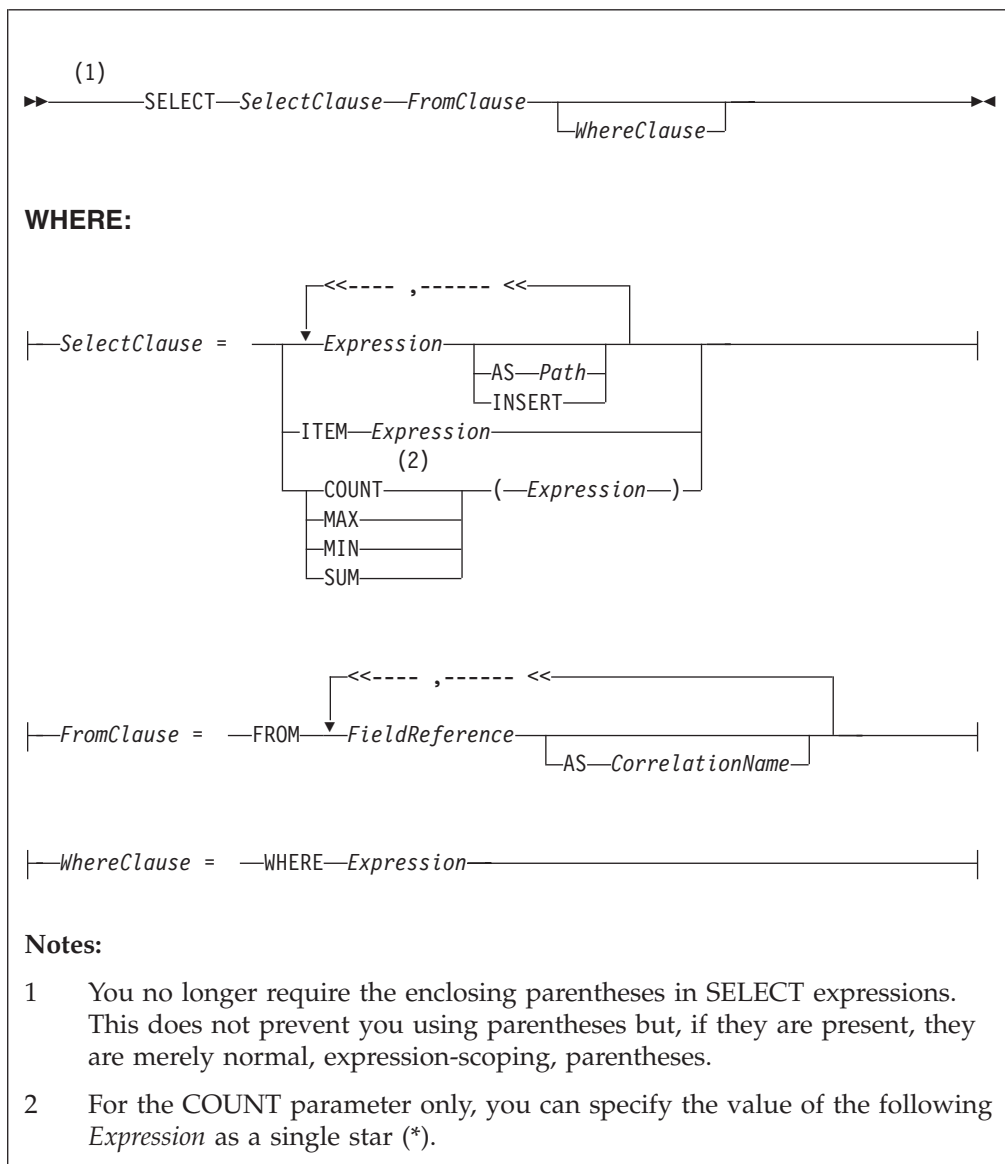 (1)
SELECT SelectClause FromClause
WhereClause
WHERE:
<<---- ,------ <<
SelectClause = Expression
AS Path
INSERT
ITEM Expression
(2)
COUNT ( Expression )
MAX
MIN
SUM
<<---- ,------ <<
FromClause = FROM FieldReference
AS CorrelationName
WhereClause = WHERE Expression
Notes:
1 You no longer require the enclosing parentheses in SELECT expressions.
This does not prevent you using parentheses but, if they are present, they
are merely normal, expression-scoping, parentheses.
2 For the COUNT parameter only, you can specify the value of the following
Expression as a single star (*).